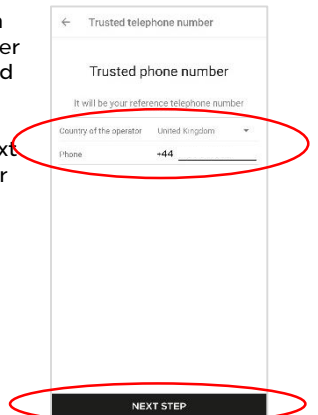 Trusted telephone number
Trusted phone number
It will be your reference telephone number
Country of the operator United Kingdom
Phone +44
NEXT STEP